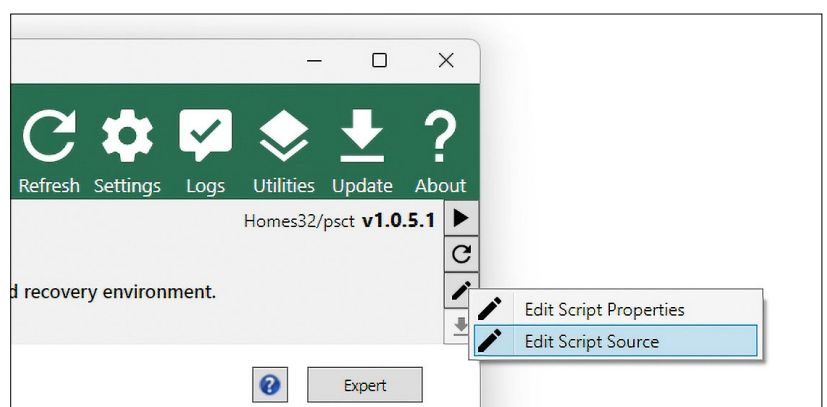 Refresh Settings Logs Utilities Update About
Homes32/psct v1.0.5.1
d recovery environment.
Edit Script Properties
Edit Script Source
Expert